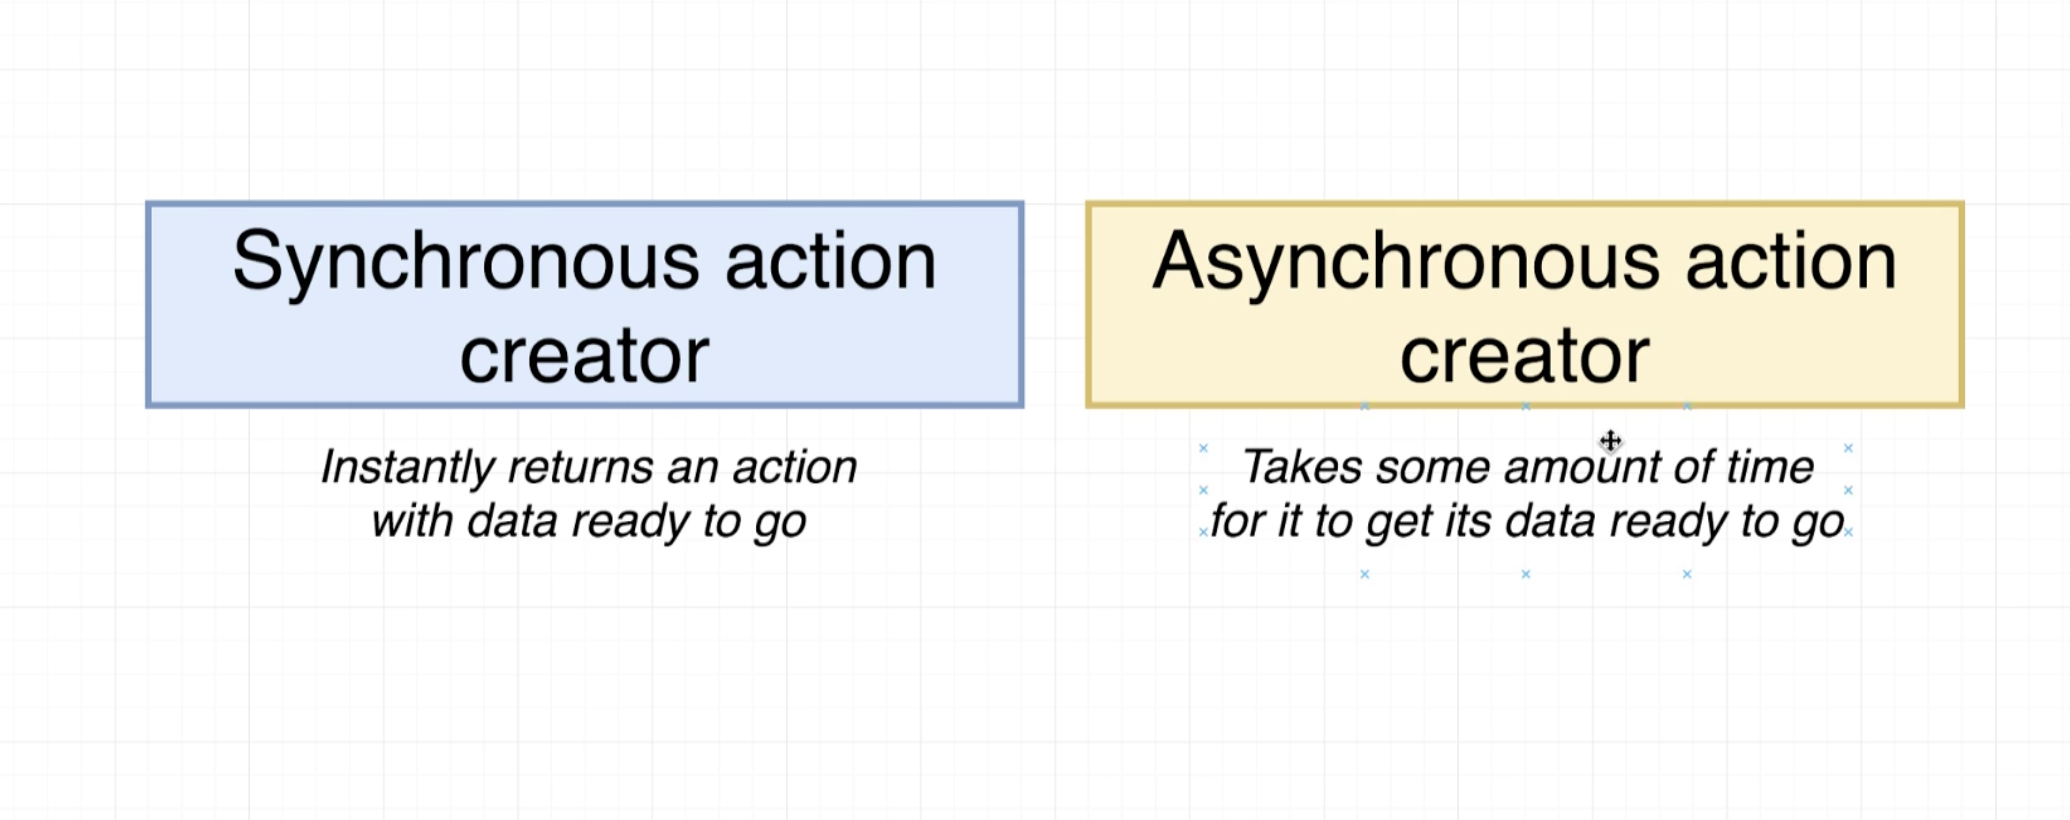 Synchronous action
creator
Asynchronous action
creator
Instantly returns an action
with data ready to go
Takes some amount of time
for it to get its data ready to go